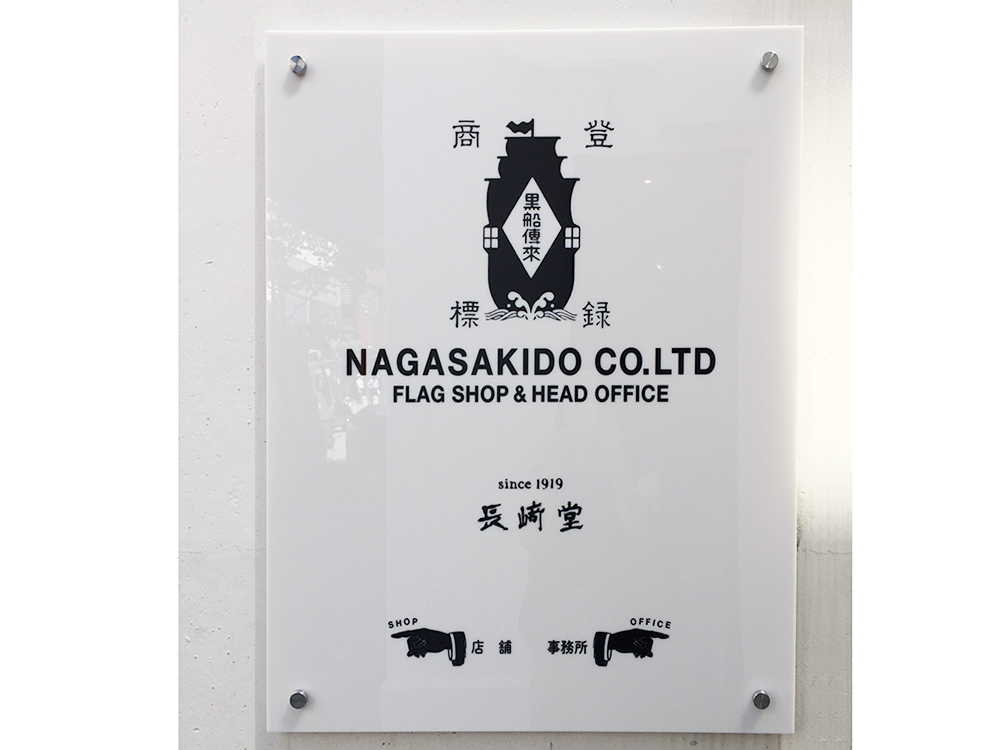 商 登
黒船傳來
標 録
NAGASAKIDO CO.LTD
FLAG SHOP & HEAD OFFICE
since 1919
長﨑堂
SHOP OFFICE
店舗 事務所